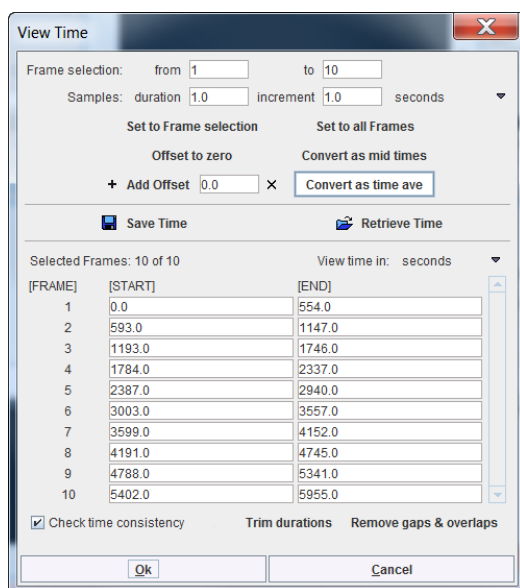 View Time
Frame selection: from 1 to 10
Samples: duration 1.0 increment 1.0 seconds
Set to Frame selection Set to all Frames
Offset to zero Convert as mid times
+ Add Offset 0.0 × Convert as time ave
Save Time Retrieve Time
Selected Frames: 10 of 10 View time in: seconds
[FRAME] [START] [END]
1 0.0 554.0
2 593.0 1147.0
3 1193.0 1746.0
4 1784.0 2337.0
5 2387.0 2940.0
6 3003.0 3557.0
7 3599.0 4152.0
8 4191.0 4745.0
9 4788.0 5341.0
10 5402.0 5955.0
Check time consistency Trim durations Remove gaps & overlaps
Ok Cancel